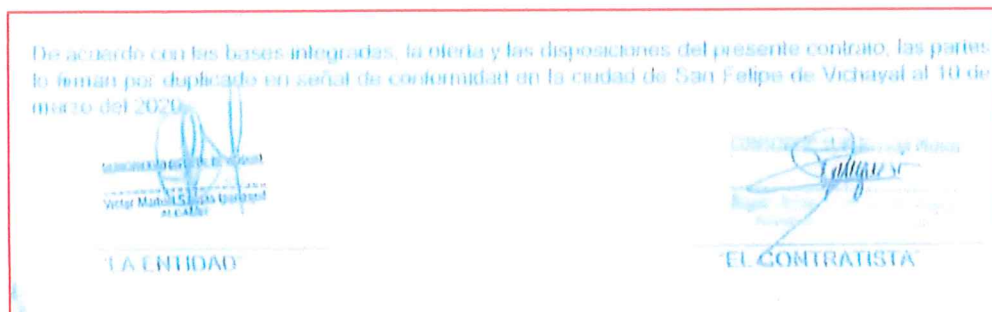 De acuerdo con las bases integradas, la oferta y las disposiciones del presente contrato, las partes
lo firman por duplicado en señal de conformidad en la ciudad de San Felipe de Vichayal al 10 de
marzo del 2020
ALCALDE
"LA ENTIDAD"
"EL CONTRATISTA"